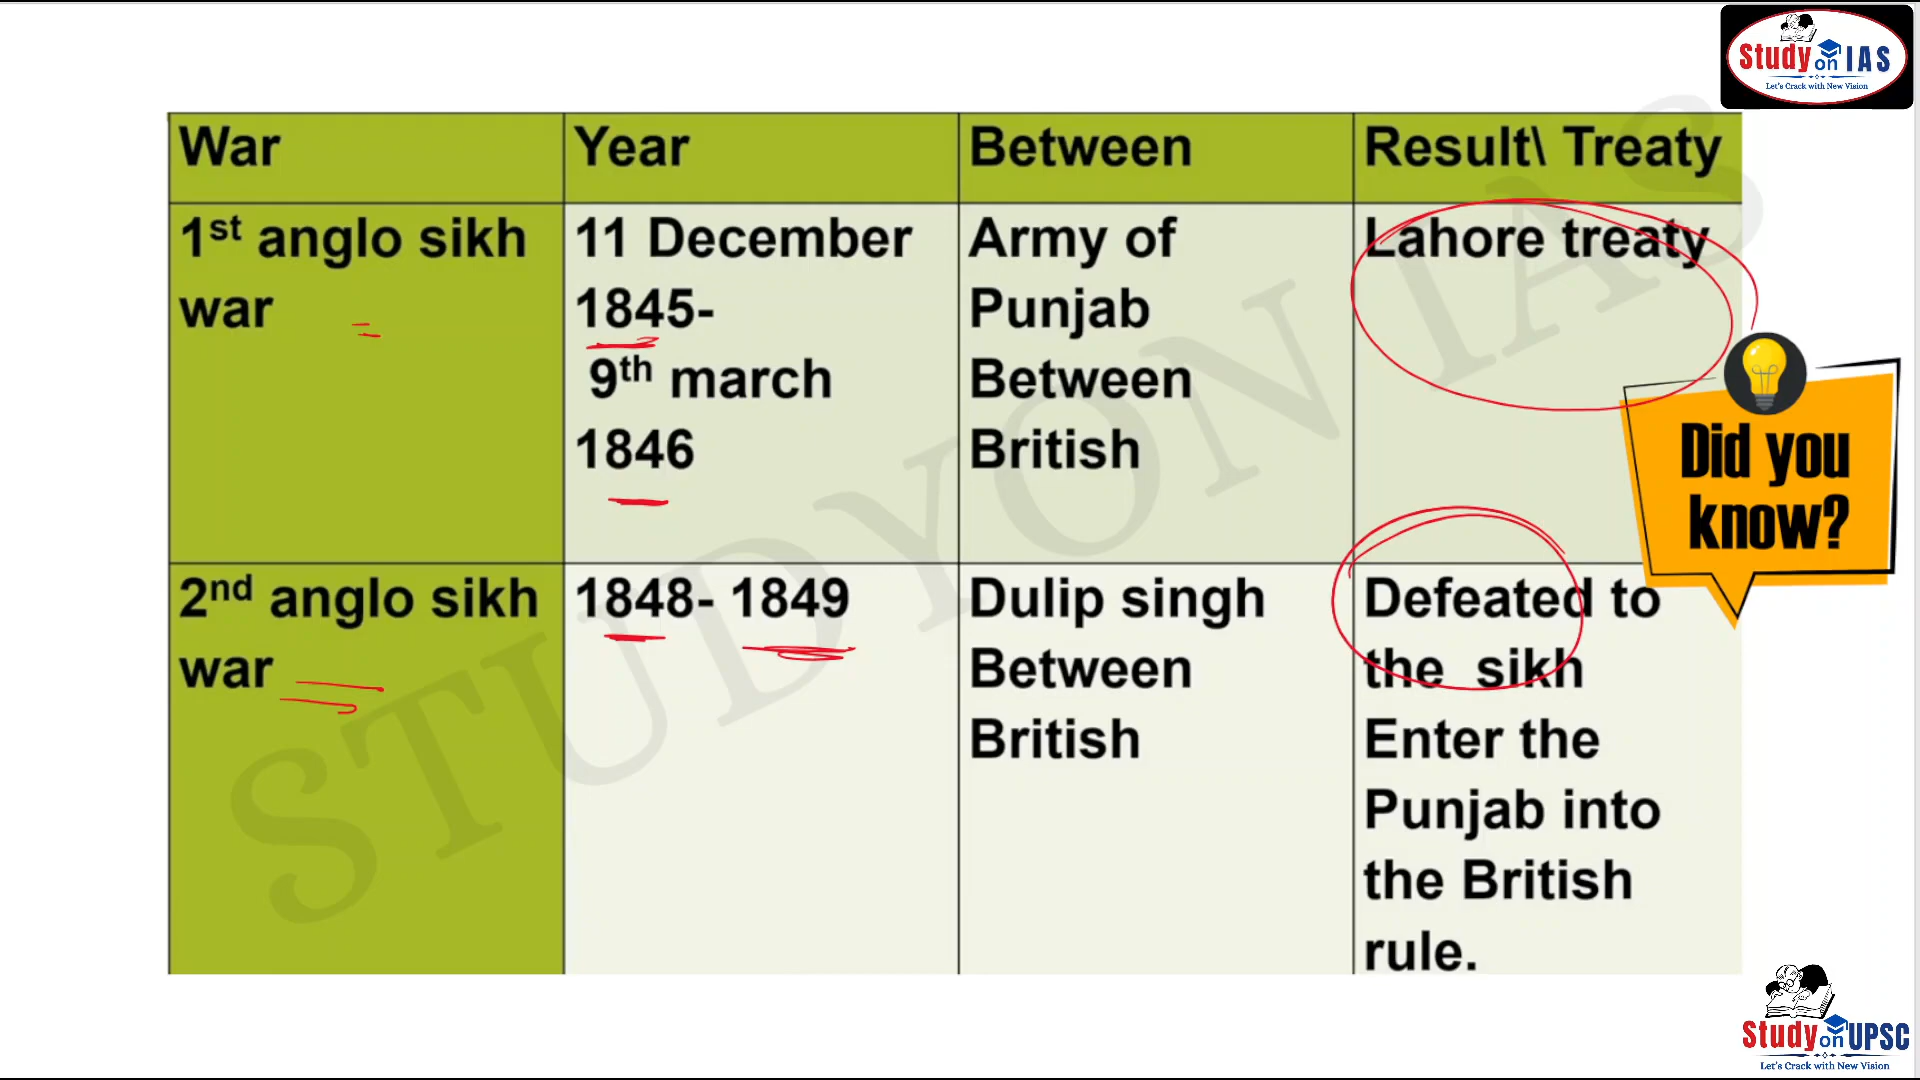 Study on IAS
Let's Crack with New Vision
War
Year
Between
Result\ Treaty
1st anglo sikh
war
11 December
1845-
9th march
1846
Army of
Punjab
Between
British
Lahore treaty
Did you
know?
2nd anglo sikh
war
1848- 1849
Dulip singh
Between
British
Defeated to
the sikh
Enter the
Punjab into
the British
rule.
STUDYON IAS
Study on UPSC
Let's Crack with New Vision